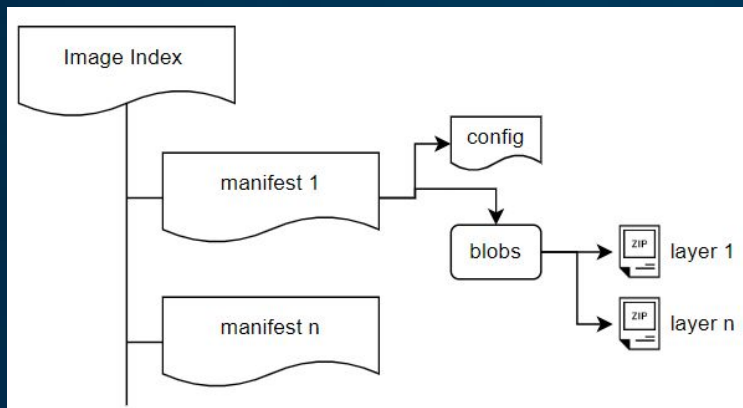 Image Index
config
manifest 1
blobs
ZIP
layer 1
ZIP
layer n
manifest n